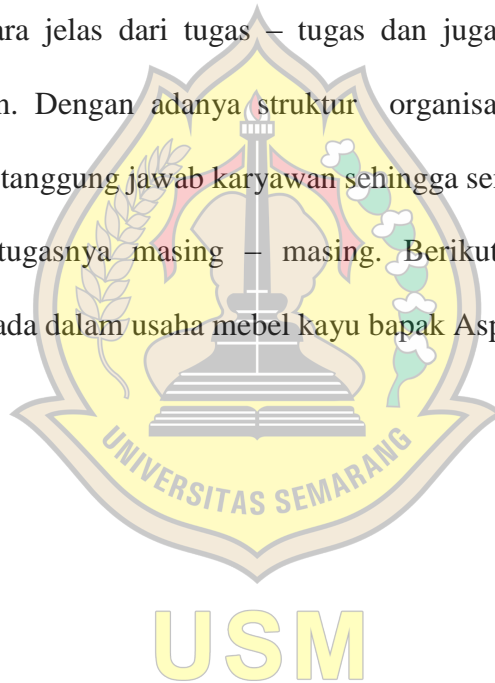 ara jelas dari tugas – tugas dan juga
n. Dengan adanya struktur organisa
tanggung jawab karyawan sehingga se
tugasnya masing – masing. Berikut
ada dalam usaha mebel kayu bapak Asp
UNIVERSITAS SEMARANG
USM